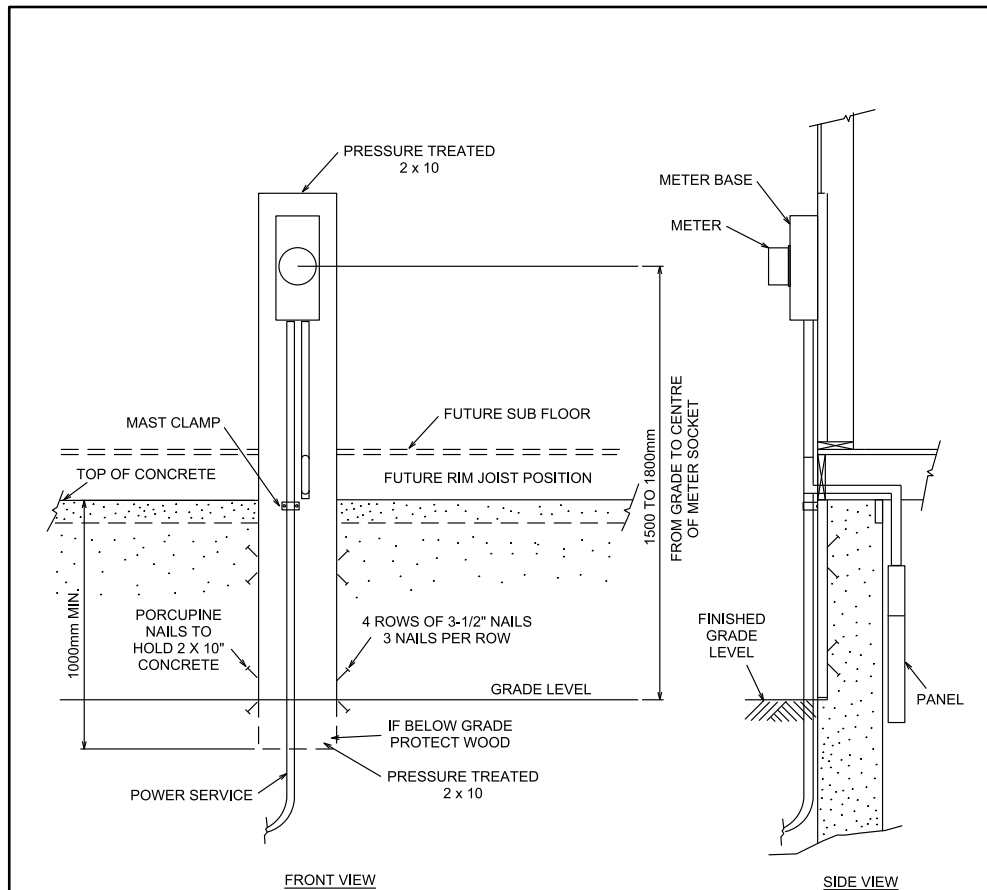 PRESSURE TREATED
2 x 10
METER BASE
METER
MAST CLAMP
FUTURE SUB FLOOR
TOP OF CONCRETE
FUTURE RIM JOIST POSITION
1500 TO 1800mm
FROM GRADE TO CENTRE
OF METER SOCKET
1000mm MIN.
PORCUPINE
NAILS TO
HOLD 2 X 10"
CONCRETE
4 ROWS OF 3-1/2" NAILS
3 NAILS PER ROW
FINISHED
GRADE
LEVEL
GRADE LEVEL
PANEL
IF BELOW GRADE
PROTECT WOOD
PRESSURE TREATED
2 x 10
POWER SERVICE
FRONT VIEW
SIDE VIEW